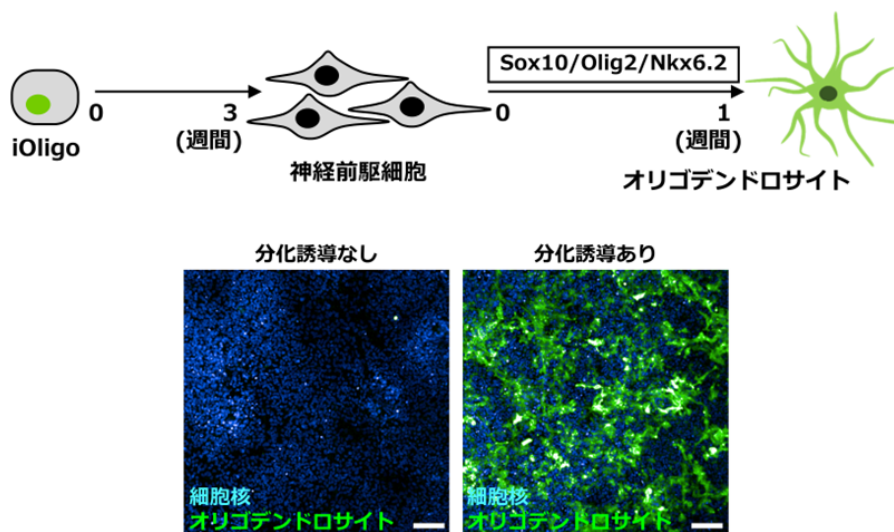 Sox10/Olig2/Nkx6.2
0
3
0
1
(週間)
(週間)
iOligo
神経前駆細胞
オリゴデンドロサイト
分化誘導なし
分化誘導あり
細胞核
オリゴデンドロサイト
細胞核
オリゴデンドロサイト